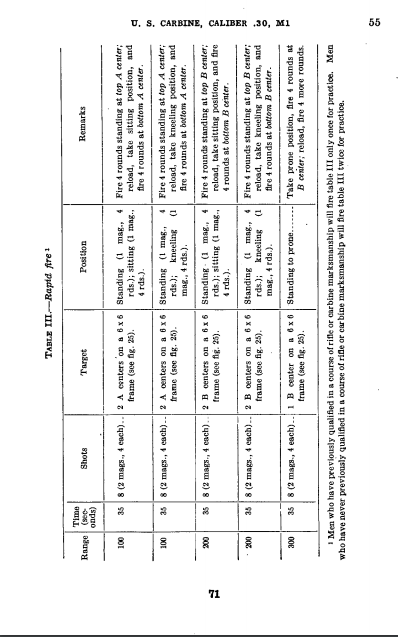 U. S. CARBINE, CALIBER .30, M1
55
TABLE III.—Rapid fire ¹
Range
Time (sec-
onds)
Shots
Target
Position
Remarks
100
35
8 (2 mags., 4 each)..
2 A centers on a 6 x 6
frame (see fig. 25).
Standing (1 mag., 4
rds.); sitting (1 mag.,
4 rds.).
Fire 4 rounds standing at top A center;
reload, take sitting position, and
fire 4 rounds at bottom A center.
100
35
8 (2 mags., 4 each)..
2 A centers on a 6 x 6
frame (see fig. 25).
Standing (1 mag., 4
rds.); kneeling (1
mag., 4 rds.).
Fire 4 rounds standing at top A center;
reload, take kneeling position, and
fire 4 rounds at bottom A center.
200
35
8 (2 mags., 4 each)..
2 B centers on a 6 x 6
frame (see fig. 25).
Standing (1 mag., 4
rds.); sitting (1 mag.,
4 rds.).
Fire 4 rounds standing at top B center;
reload, take sitting position, and fire
4 rounds at bottom B center.
200
35
8 (2 mags., 4 each)..
2 B centers on a 6 x 6
frame (see fig. 25).
Standing (1 mag., 4
rds.); kneeling (1
mag., 4 rds.).
Fire 4 rounds standing at top B center;
reload, take kneeling position, and
fire 4 rounds at bottom B center.
300
35
8 (2 mags., 4 each)..
1 B center on a 6 x 6
frame (see fig. 25).
Standing to prone......
Take prone position, fire 4 rounds at
B center; reload, fire 4 more rounds.
¹ Men who have previously qualified in a course of rifle or carbine marksmanship will fire table III only once for practice. Men
who have never previously qualified in a course of rifle or carbine marksmanship will fire table III twice for practice.
71